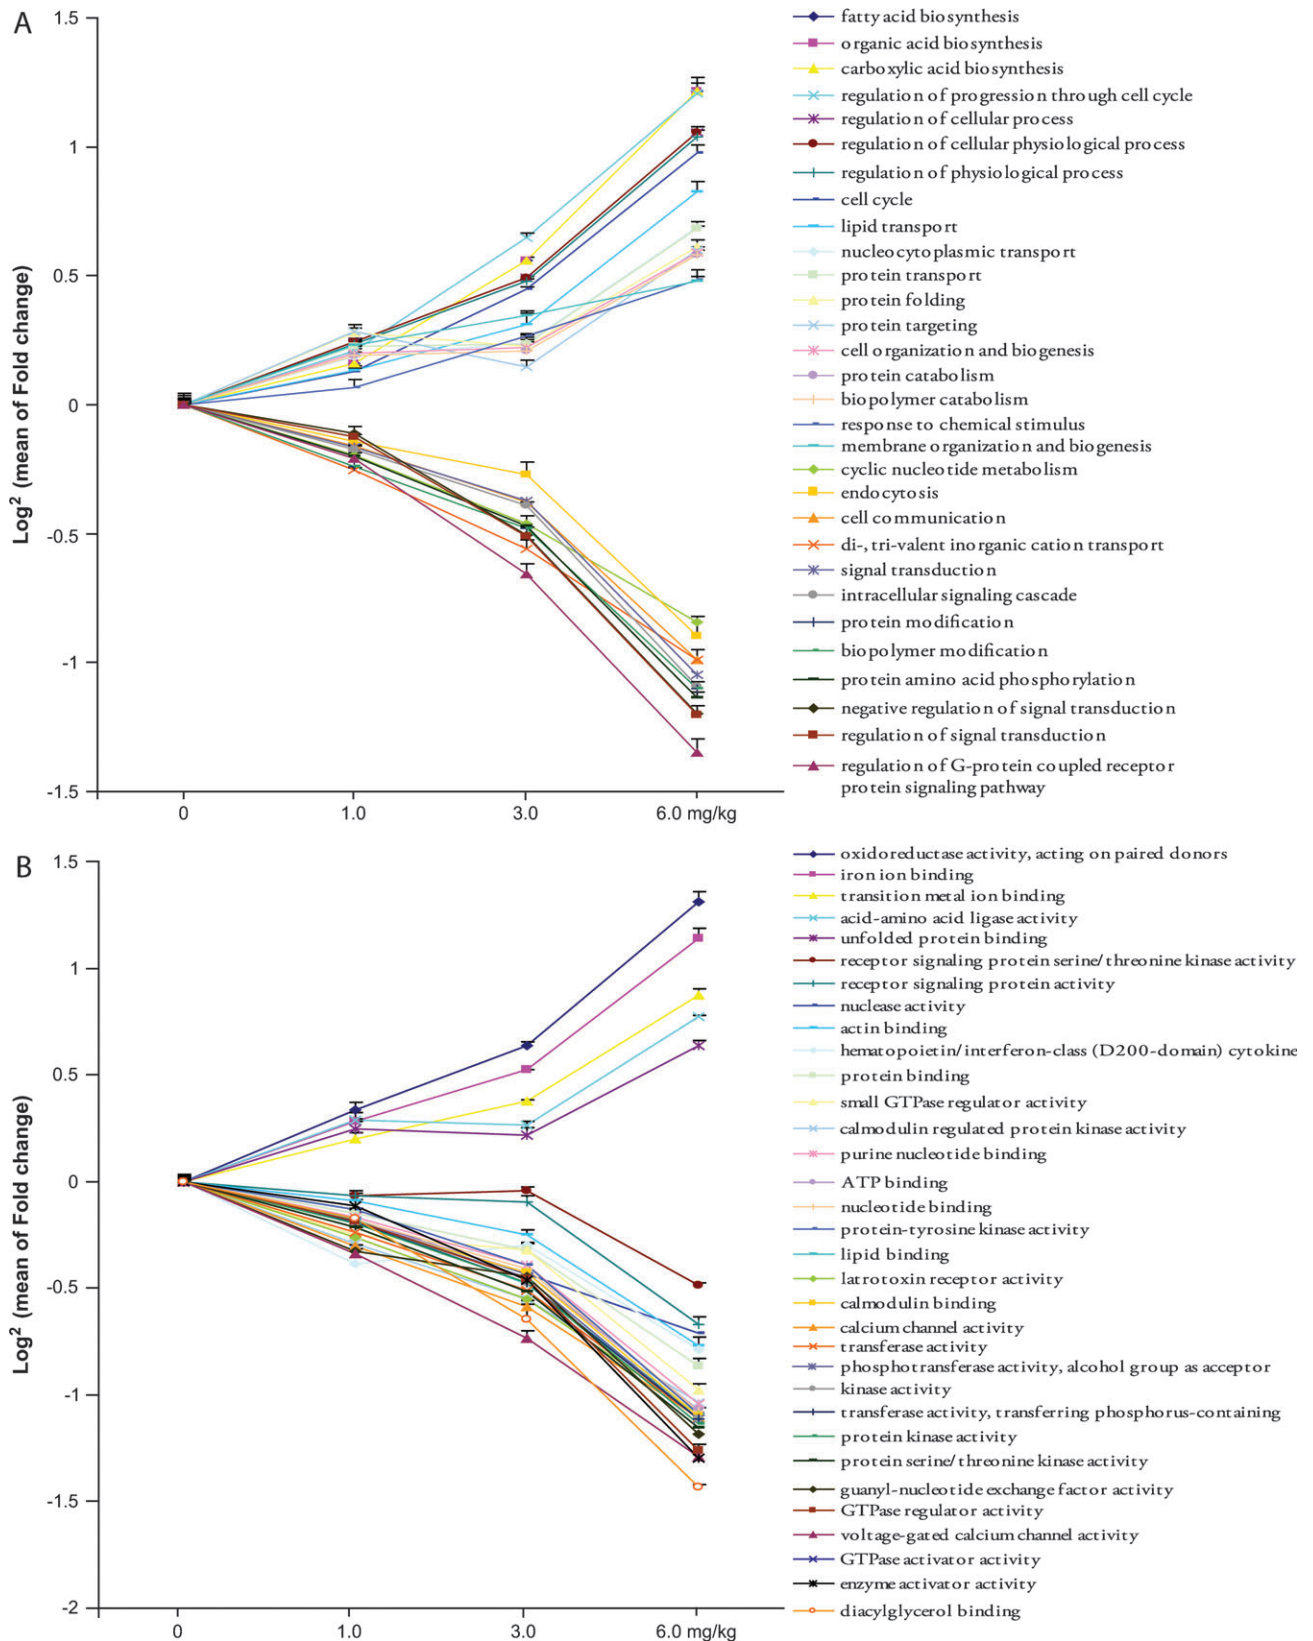 A
1.5
1
0.5
0
-0.5
-1
-1.5
Log² (mean of Fold change)
0
1.0
3.0
6.0 mg/kg
fatty acid biosynthesis
organic acid biosynthesis
carboxylic acid biosynthesis
regulation of progression through cell cycle
regulation of cellular process
regulation of cellular physiological process
regulation of physiological process
cell cycle
lipid transport
nucleocytoplasmic transport
protein transport
protein folding
protein targeting
cell organization and biogenesis
protein catabolism
biopolymer catabolism
response to chemical stimulus
membrane organization and biogenesis
cyclic nucleotide metabolism
endocytosis
cell communication
di-, tri-valent inorganic cation transport
signal transduction
intracellular signaling cascade
protein modification
biopolymer modification
protein amino acid phosphorylation
negative regulation of signal transduction
regulation of signal transduction
regulation of G-protein coupled receptor
protein signaling pathway
B
1.5
1
0.5
0
-0.5
-1
-1.5
-2
Log² (mean of Fold change)
0
1.0
3.0
6.0 mg/kg
oxidoreductase activity, acting on paired donors
iron ion binding
transition metal ion binding
acid-amino acid ligase activity
unfolded protein binding
receptor signaling protein serine/threonine kinase activity
receptor signaling protein activity
nuclease activity
actin binding
hematopoietin/interferon-class (D200-domain) cytokine
protein binding
small GTPase regulator activity
calmodulin regulated protein kinase activity
purine nucleotide binding
ATP binding
nucleotide binding
protein-tyrosine kinase activity
lipid binding
latrotoxin receptor activity
calmodulin binding
calcium channel activity
transferase activity
phosphotransferase activity, alcohol group as acceptor
kinase activity
transferase activity, transferring phosphorus-containing
protein kinase activity
protein serine/threonine kinase activity
guanyl-nucleotide exchange factor activity
GTPase regulator activity
voltage-gated calcium channel activity
GTPase activator activity
enzyme activator activity
diacylglycerol binding